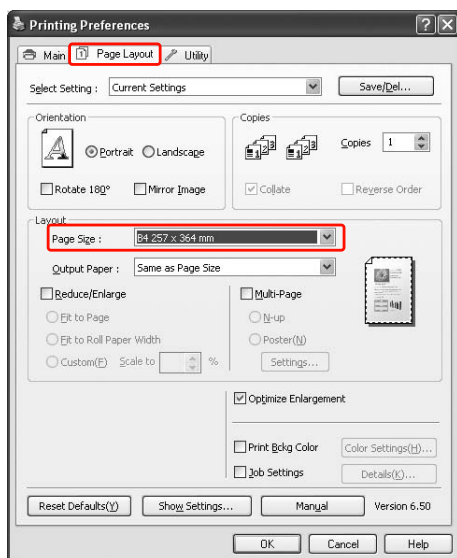 Printing Preferences
Main
Page Layout
Utility
Select Setting :
Current Settings
Save/Del...
Orientation
Portrait
Landscape
Rotate 180°
Mirror Image
Copies
Copies
1
Collate
Reverse Order
Layout
Page Size :
B4 257 x 364 mm
Output Paper :
Same as Page Size
Reduce/Enlarge
Fit to Page
Fit to Roll Paper Width
Custom(F)
Scale to
%
Multi-Page
N-up
Poster(N)
Settings...
Optimize Enlargement
Print Bckg Color
Color Settings(H)...
Job Settings
Details(K)...
Reset Defaults(Y)
Show Settings...
Manual
Version 6.50
OK
Cancel
Help